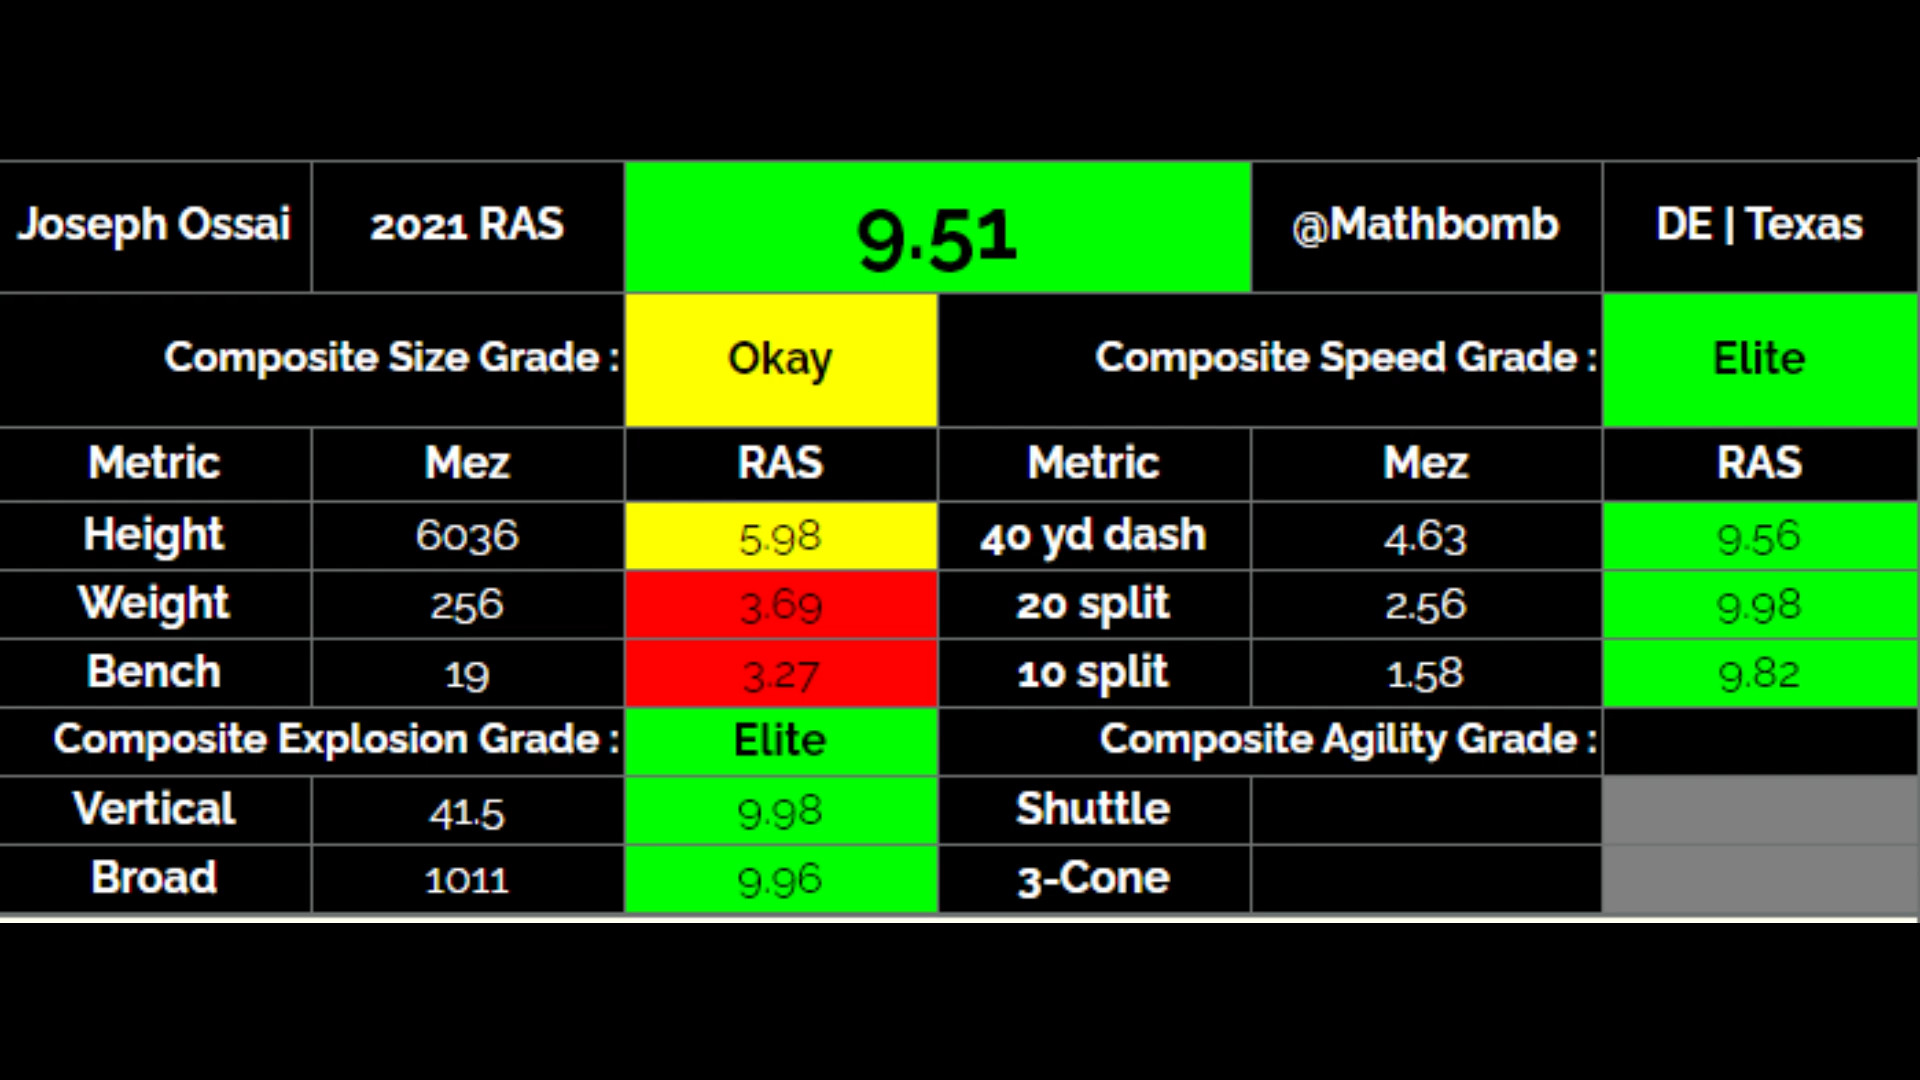 Joseph Ossai 2021 RAS 9.51 @Mathbomb DE | Texas
Composite Size Grade : Okay Composite Speed Grade : Elite
Metric Mez RAS Metric Mez RAS
Height 6036 5.98 40 yd dash 4.63 9.56
Weight 256 3.69 20 split 2.56 9.98
Bench 19 3.27 10 split 1.58 9.82
Composite Explosion Grade : Elite Composite Agility Grade :
Vertical 41.5 9.98 Shuttle
Broad 1011 9.96 3-Cone